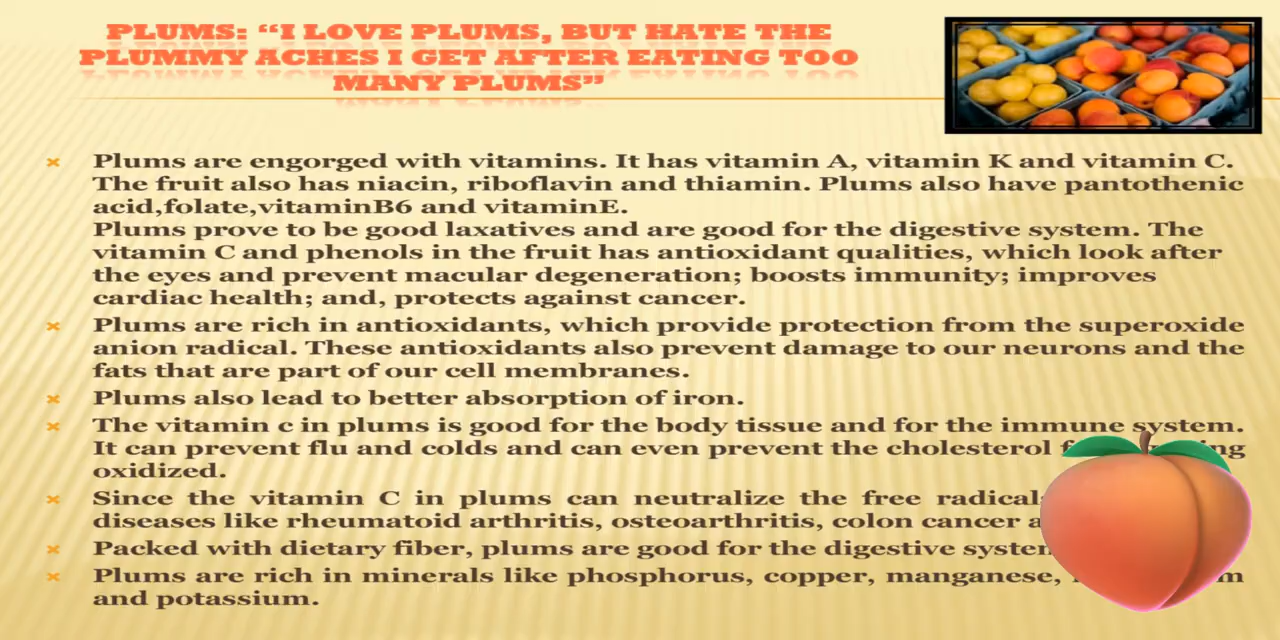 PLUMS: “I LOVE PLUMS, BUT HATE THE
PLUMMY ACHES I GET AFTER EATING TOO
MANY PLUMS”
Plums are engorged with vitamins. It has vitamin A, vitamin K and vitamin C.
The fruit also has niacin, riboflavin and thiamin. Plums also have pantothenic
acid,folate,vitaminB6 and vitaminE.
Plums prove to be good laxatives and are good for the digestive system. The
vitamin C and phenols in the fruit has antioxidant qualities, which look after
the eyes and prevent macular degeneration; boosts immunity; improves
cardiac health; and, protects against cancer.
Plums are rich in antioxidants, which provide protection from the superoxide
anion radical. These antioxidants also prevent damage to our neurons and the
fats that are part of our cell membranes.
Plums also lead to better absorption of iron.
The vitamin c in plums is good for the body tissue and for the immune system.
It can prevent flu and colds and can even prevent the cholesterol
oxidized.
Since the vitamin C in plums can neutralize the free
diseases like rheumatoid arthritis, osteoarthritis, colon cancer
Packed with dietary fiber, plums are good for the digestive
Plums are rich in minerals like phosphorus, copper, manganese,
and potassium.